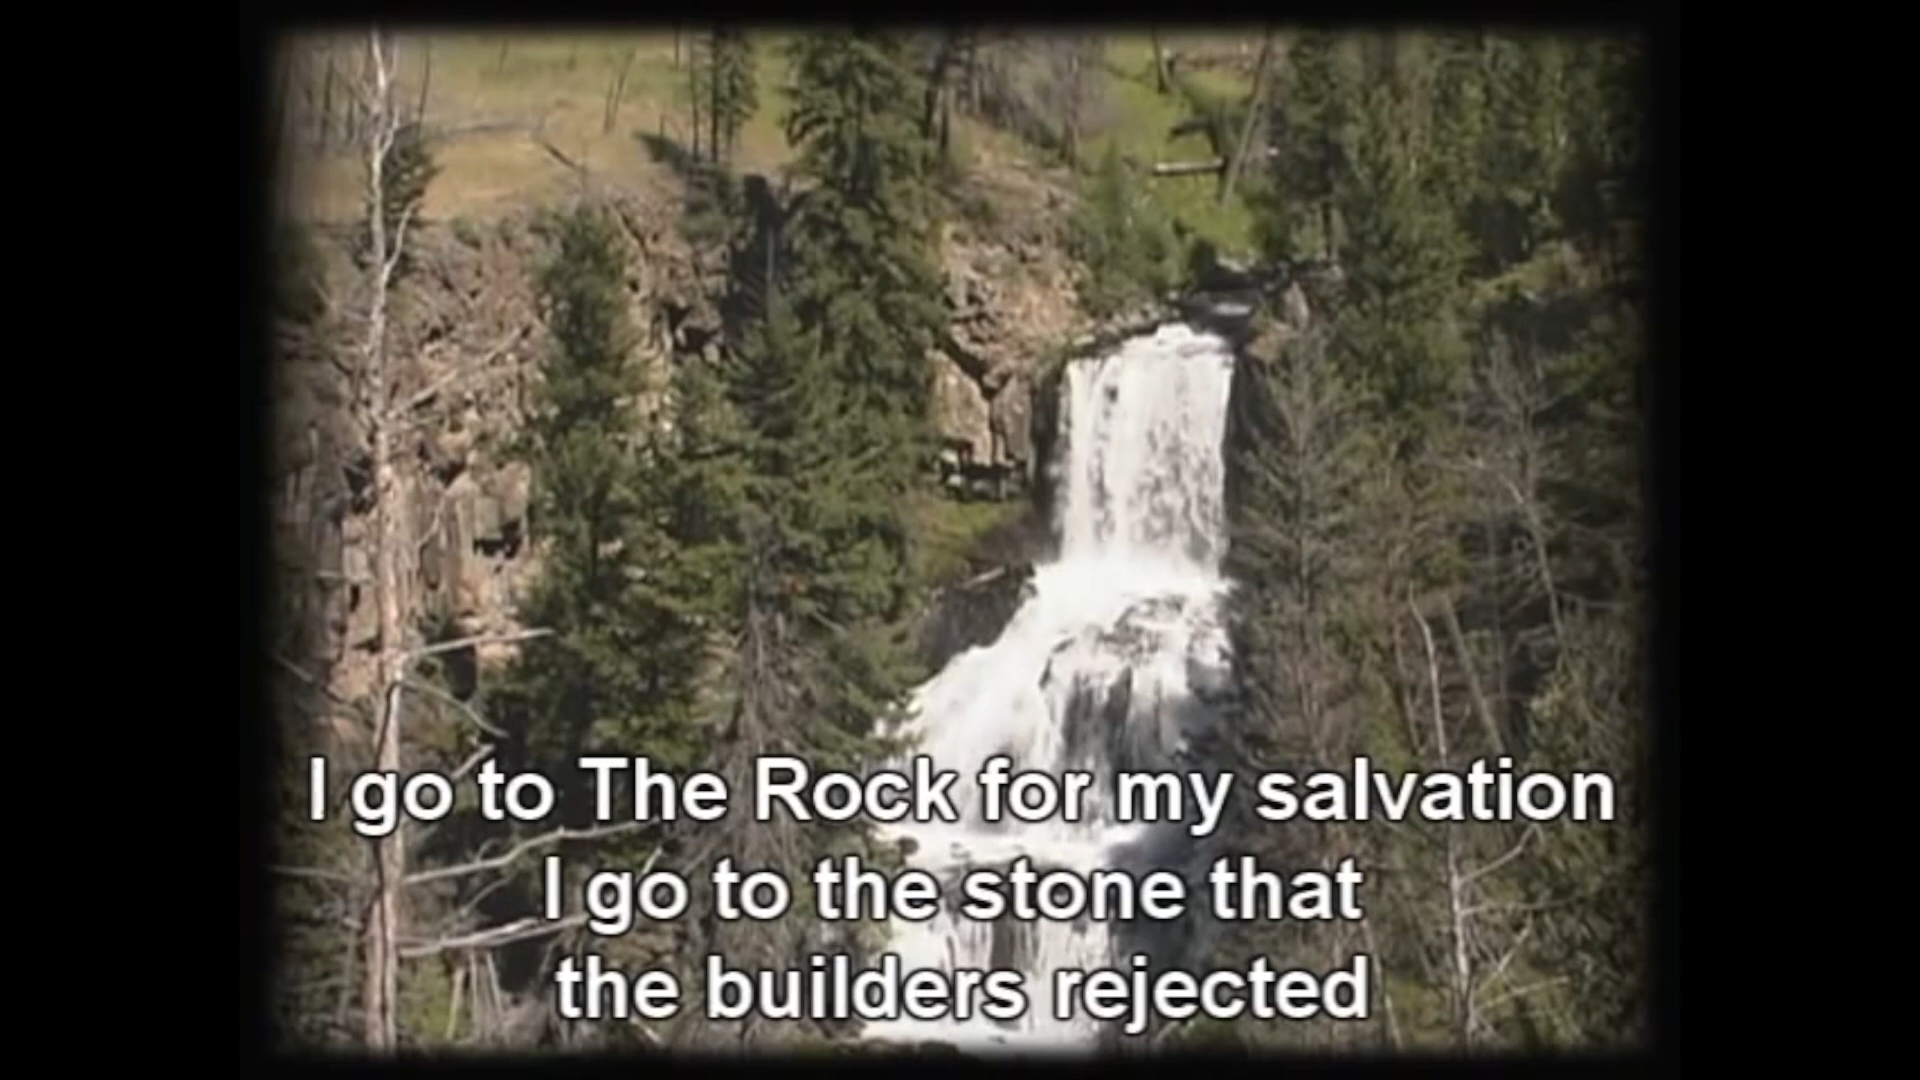 I go to The Rock for my salvation
I go to the stone that
the builders rejected